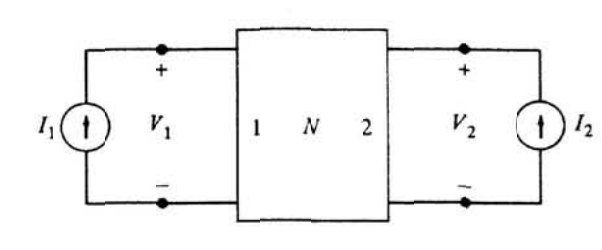 + +
I₁ V₁ 1 N 2 V₂ I₂
− −